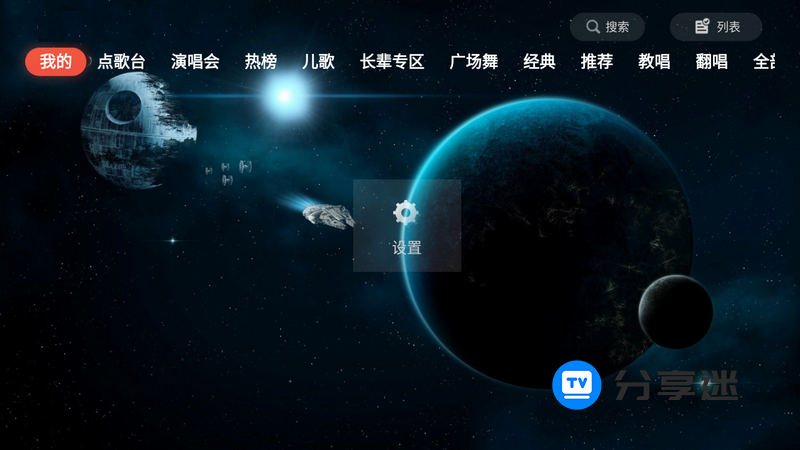 搜索 列表
我的 点歌台 演唱会 热榜 儿歌 长辈专区 广场舞 经典 推荐 教唱 翻唱 全
设置
TV 分享迷